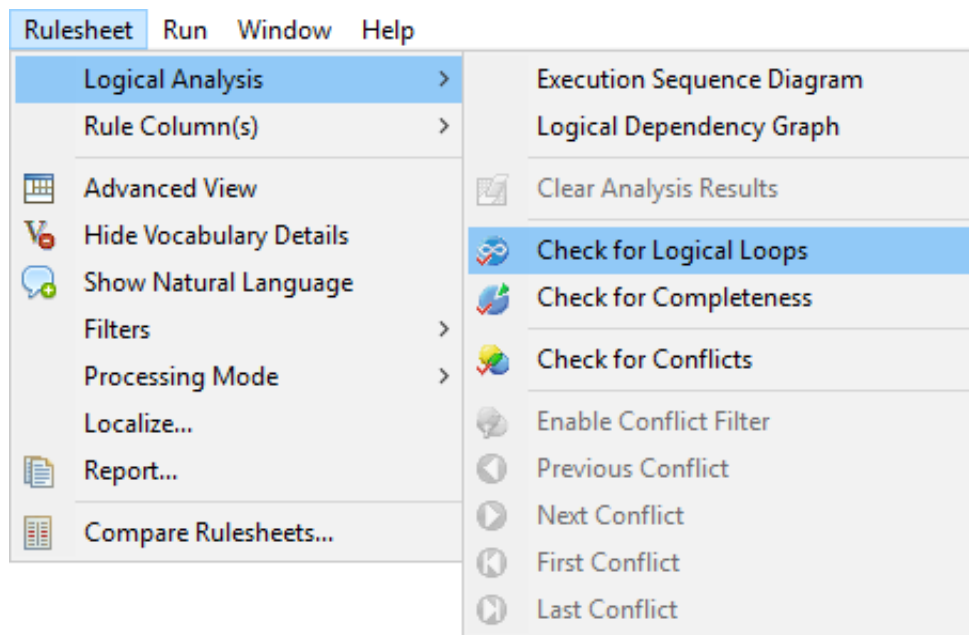 Rulesheet Run Window Help
Logical Analysis
Rule Column(s)
Advanced View
Hide Vocabulary Details
Show Natural Language
Filters
Processing Mode
Localize...
Report...
Compare Rulesheets...
Execution Sequence Diagram
Logical Dependency Graph
Clear Analysis Results
Check for Logical Loops
Check for Completeness
Check for Conflicts
Enable Conflict Filter
Previous Conflict
Next Conflict
First Conflict
Last Conflict